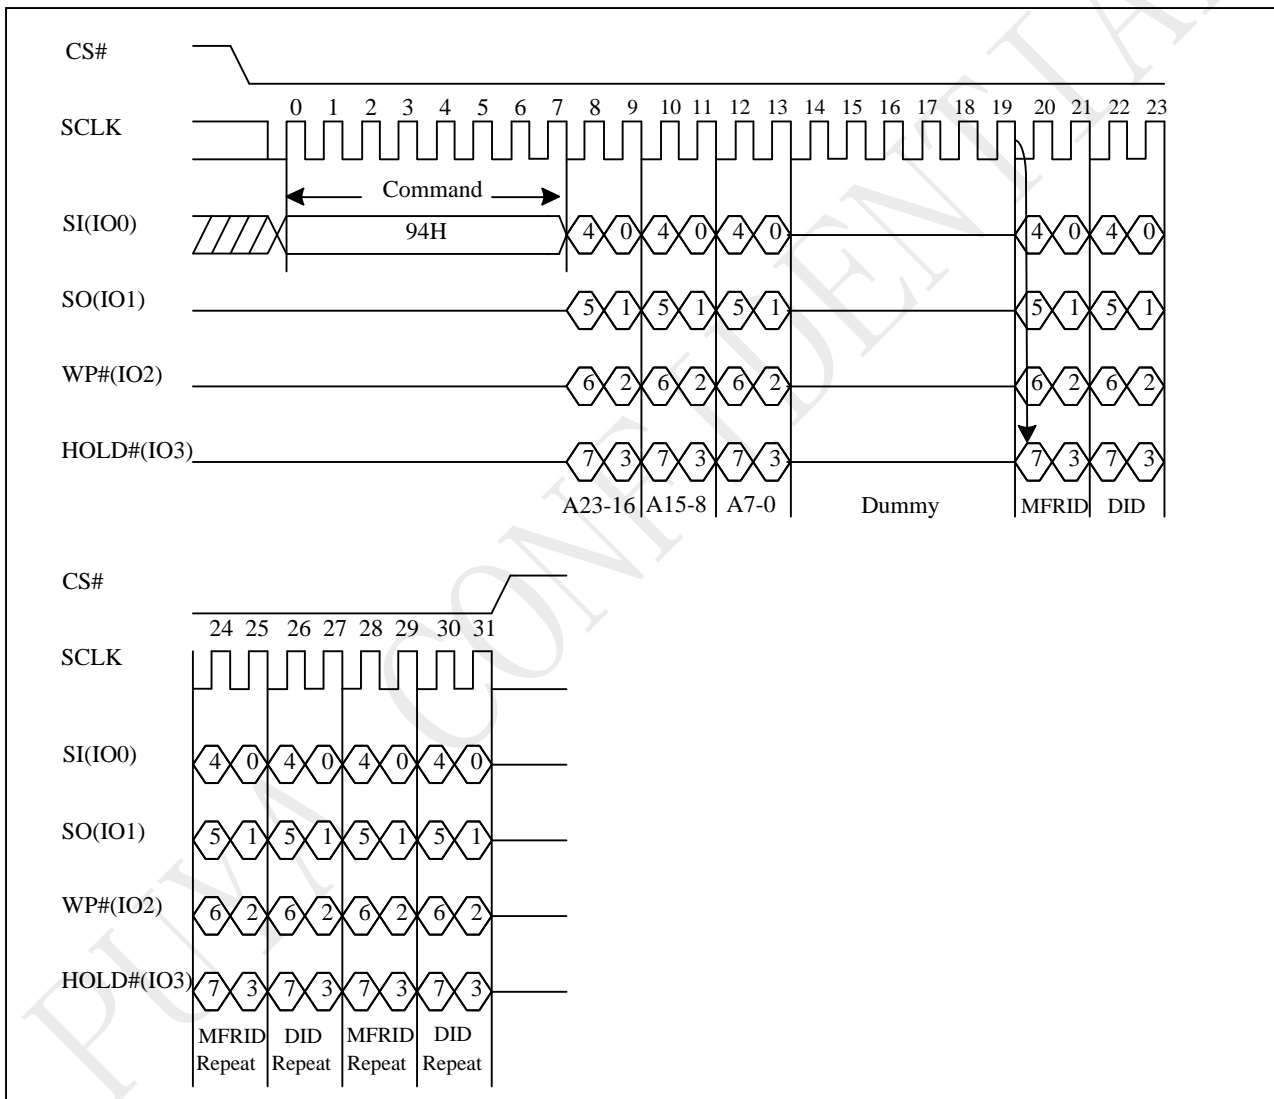 CS#
0 1 2 3 4 5 6 7 8 9 10 11 12 13 14 15 16 17 18 19 20 21 22 23
SCLK
Command
SI(IO0) 94H 4 0 4 0 4 0 4 0 4 0
SO(IO1) 5 1 5 1 5 1 5 1 5 1
WP#(IO2) 6 2 6 2 6 2 6 2 6 2
HOLD#(IO3) 7 3 7 3 7 3 7 3 7 3
A23-16 A15-8 A7-0 Dummy MFRID DID
CS#
24 25 26 27 28 29 30 31
SCLK
SI(IO0) 4 0 4 0 4 0 4 0
SO(IO1) 5 1 5 1 5 1 5 1
WP#(IO2) 6 2 6 2 6 2 6 2
HOLD#(IO3) 7 3 7 3 7 3 7 3
MFRID DID MFRID DID
Repeat Repeat Repeat Repeat
PUYA CONFIDENTIAL